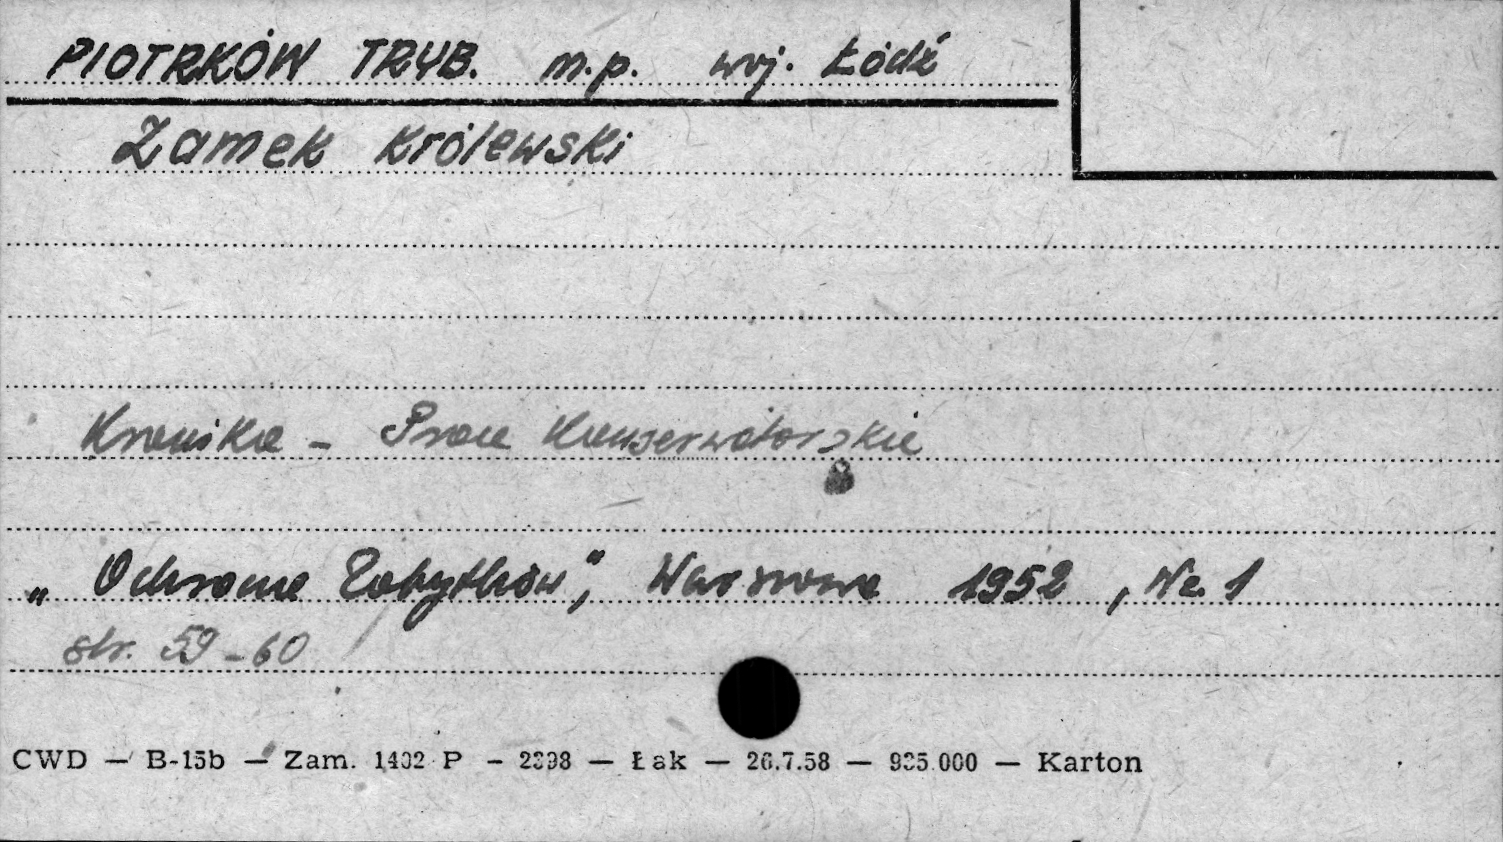 PIOTRKÓW TRYB. m.p. woj. Łódź
Zamek Królewski
Kronika - Prace Konserwatorskie
„Ochrona Zabytków”, Warszawa 1952, Nr. 1
str. 59-60
CWD — B-15b — Zam. 1402 P - 2398 — Łak — 26.7.58 — 935.000 — Karton